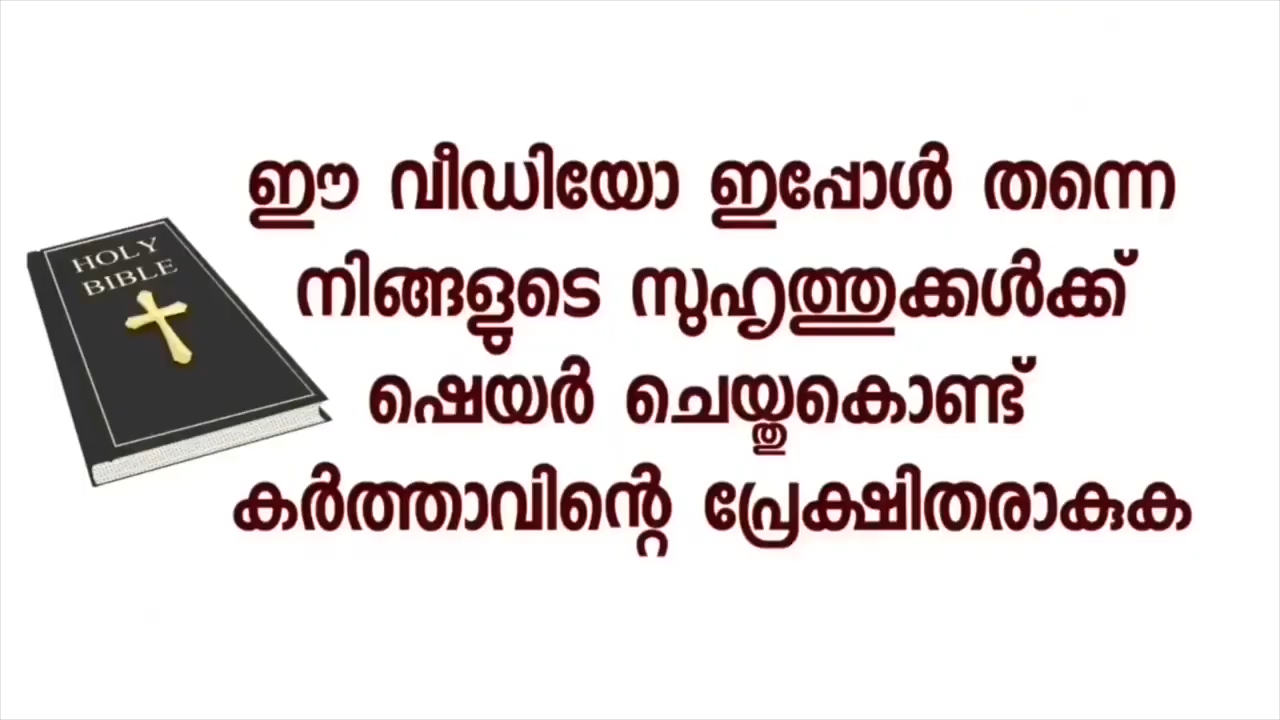 HOLY
BIBLE
ഈ വീഡിയോ ഇപ്പോൾ തന്നെ
നിങ്ങളുടെ സുഹൃത്തുക്കൾക്ക്
ഷെയർ ചെയ്തുകൊണ്ട്
കർത്താവിന്റെ പ്രേക്ഷിതരാകുക